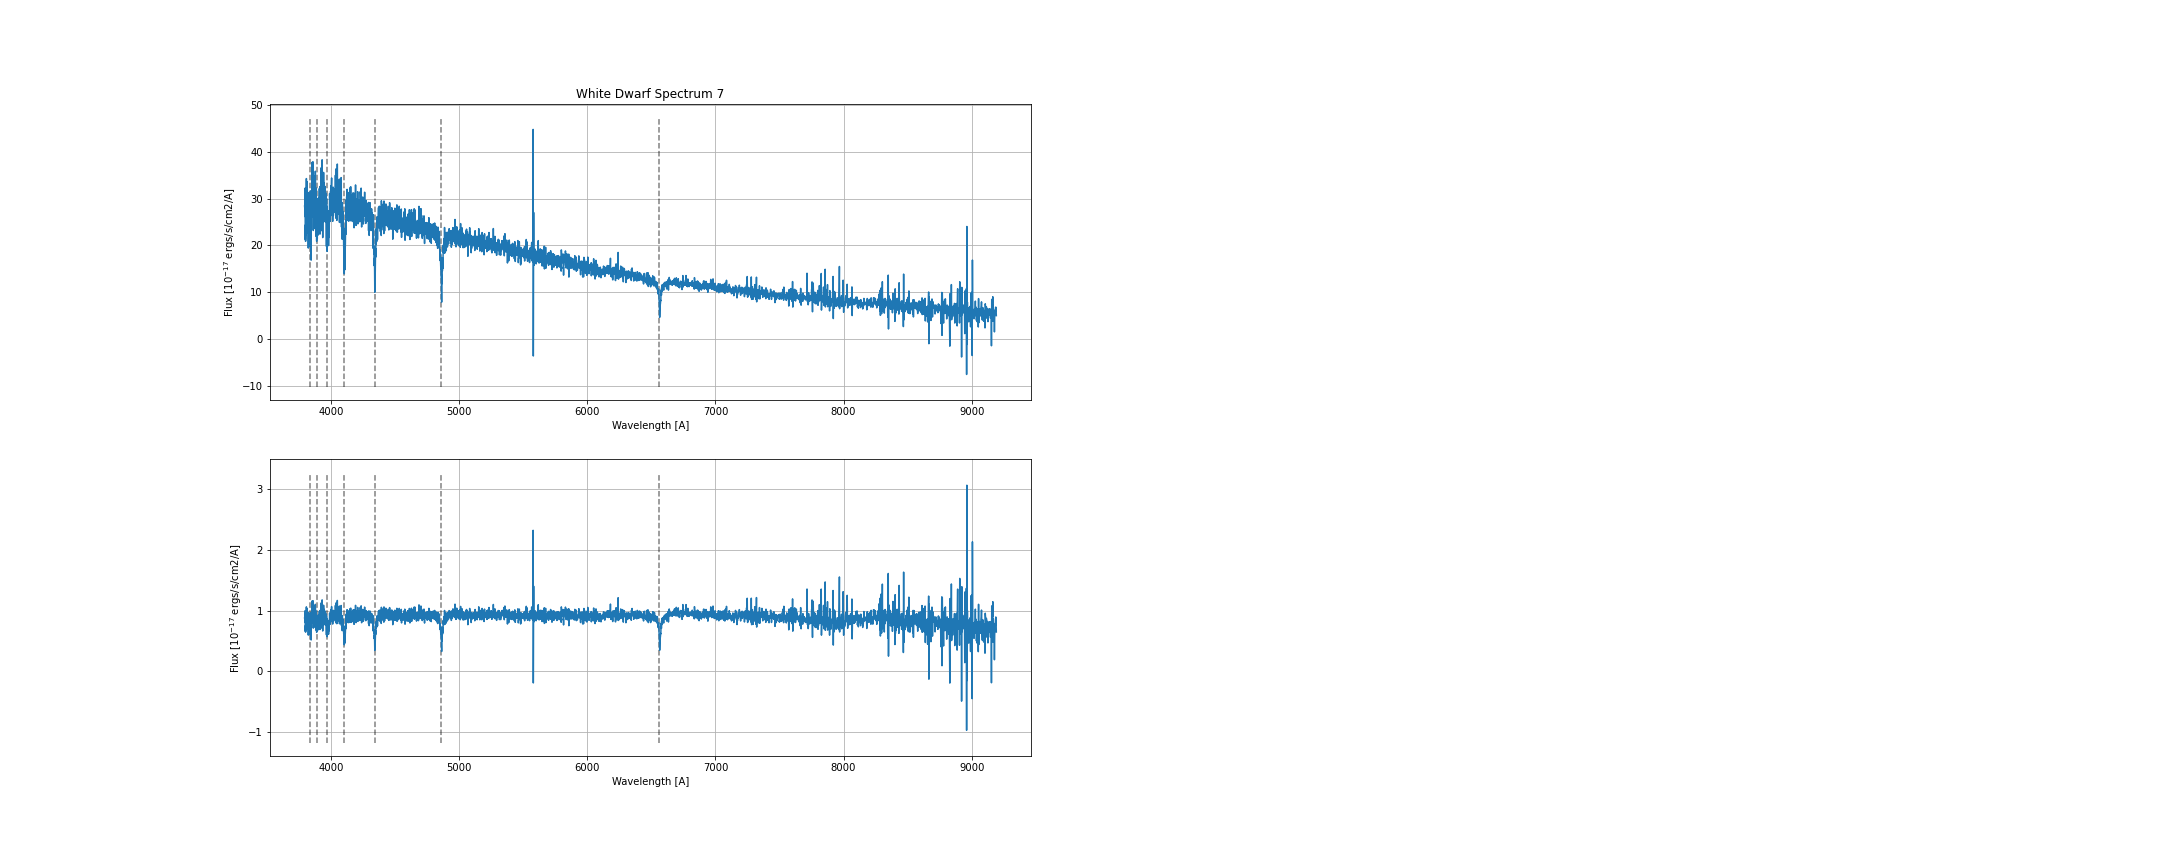 White Dwarf Spectrum 7
50
40
30
20
10
0
−10
Flux [10⁻¹⁷ ergs/s/cm2/A]
4000 5000 6000 7000 8000 9000
Wavelength [A]
3
2
1
0
−1
Flux [10⁻¹⁷ ergs/s/cm2/A]
4000 5000 6000 7000 8000 9000
Wavelength [A]